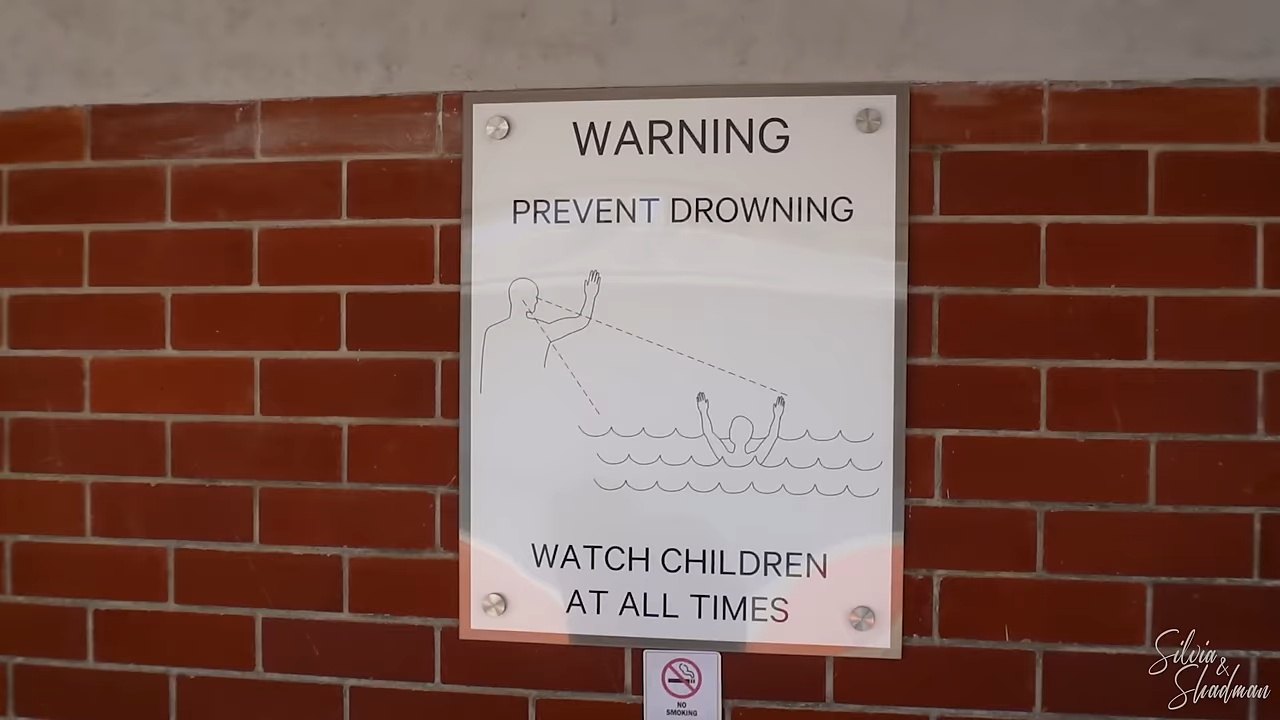 WARNING
PREVENT DROWNING
WATCH CHILDREN
AT ALL TIMES
NO
SMOKING
Silvia
&
Shadman